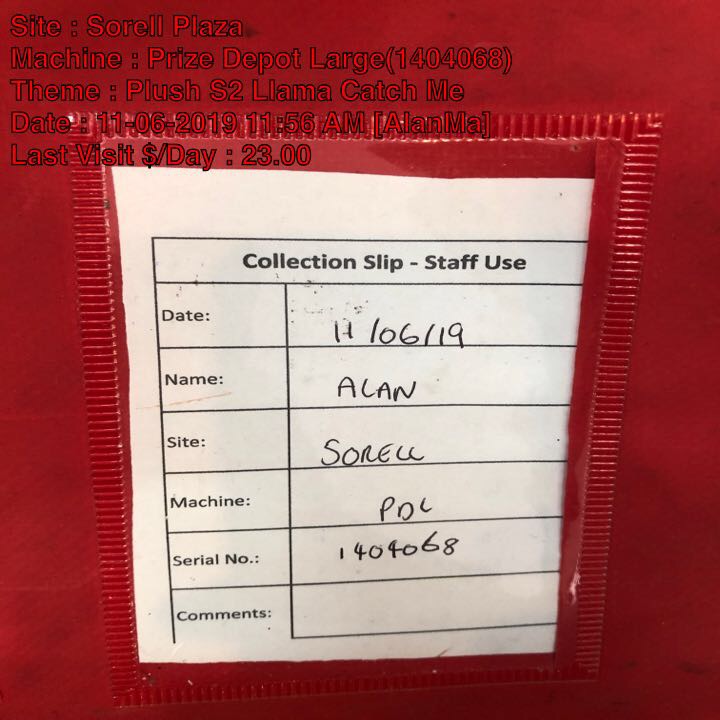 Site : Sorell Plaza
Machine : Prize Depot Large(1404068)
Theme : Plush S2 Llama Catch Me
Date : 11-06-2019 11:56 AM [AlanMa]
Last Visit $/Day : 23.00
Collection Slip - Staff Use
Date: 11/06/19
Name: ALAN
Site: SORELL
Machine: PDL
Serial No.: 1404068
Comments: